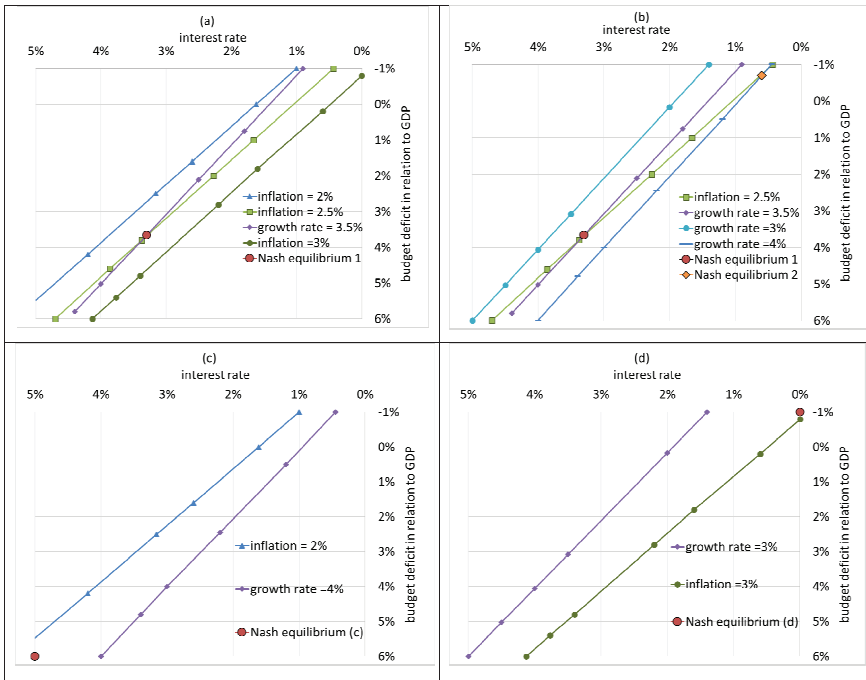 (a)
interest rate
5% 4% 3% 2% 1% 0%
-1%
0%
1%
2%
3%
4%
5%
6%
budget deficit in relation to GDP
inflation = 2%
inflation = 2.5%
growth rate = 3.5%
inflation =3%
Nash equilibrium 1
(b)
interest rate
5% 4% 3% 2% 1% 0%
-1%
0%
1%
2%
3%
4%
5%
6%
budget deficit in relation to GDP
inflation = 2.5%
growth rate = 3.5%
growth rate =3%
growth rate =4%
Nash equilibrium 1
Nash equilibrium 2
(c)
interest rate
5% 4% 3% 2% 1% 0%
-1%
0%
1%
2%
3%
4%
5%
6%
budget deficit in relation to GDP
inflation = 2%
growth rate =4%
Nash equilibrium (c)
(d)
interest rate
5% 4% 3% 2% 1% 0%
-1%
0%
1%
2%
3%
4%
5%
6%
budget deficit in relation to GDP
growth rate =3%
inflation =3%
Nash equilibrium (d)